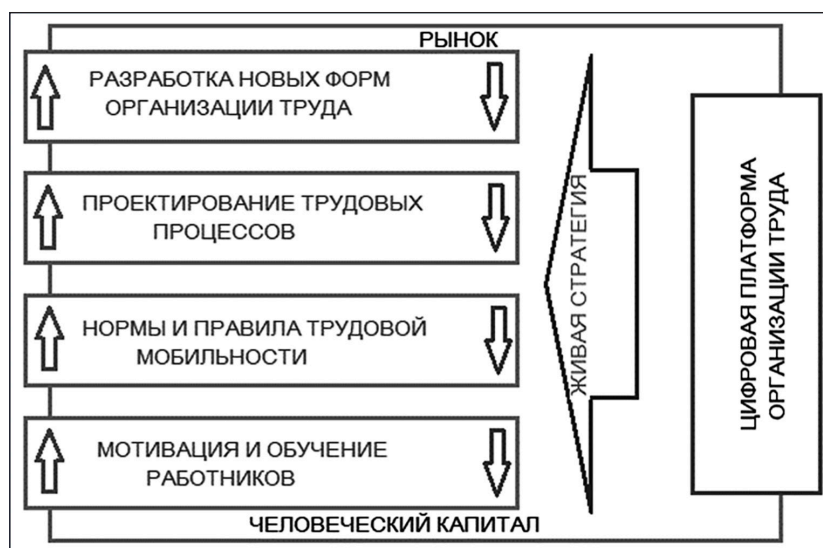 РЫНОК
РАЗРАБОТКА НОВЫХ ФОРМ
ОРГАНИЗАЦИИ ТРУДА
ПРОЕКТИРОВАНИЕ ТРУДОВЫХ
ПРОЦЕССОВ
НОРМЫ И ПРАВИЛА ТРУДОВОЙ
МОБИЛЬНОСТИ
МОТИВАЦИЯ И ОБУЧЕНИЕ
РАБОТНИКОВ
ЧЕЛОВЕЧЕСКИЙ КАПИТАЛ
ЖИВАЯ СТРАТЕГИЯ
ЦИФРОВАЯ ПЛАТФОРМА
ОРГАНИЗАЦИИ ТРУДА